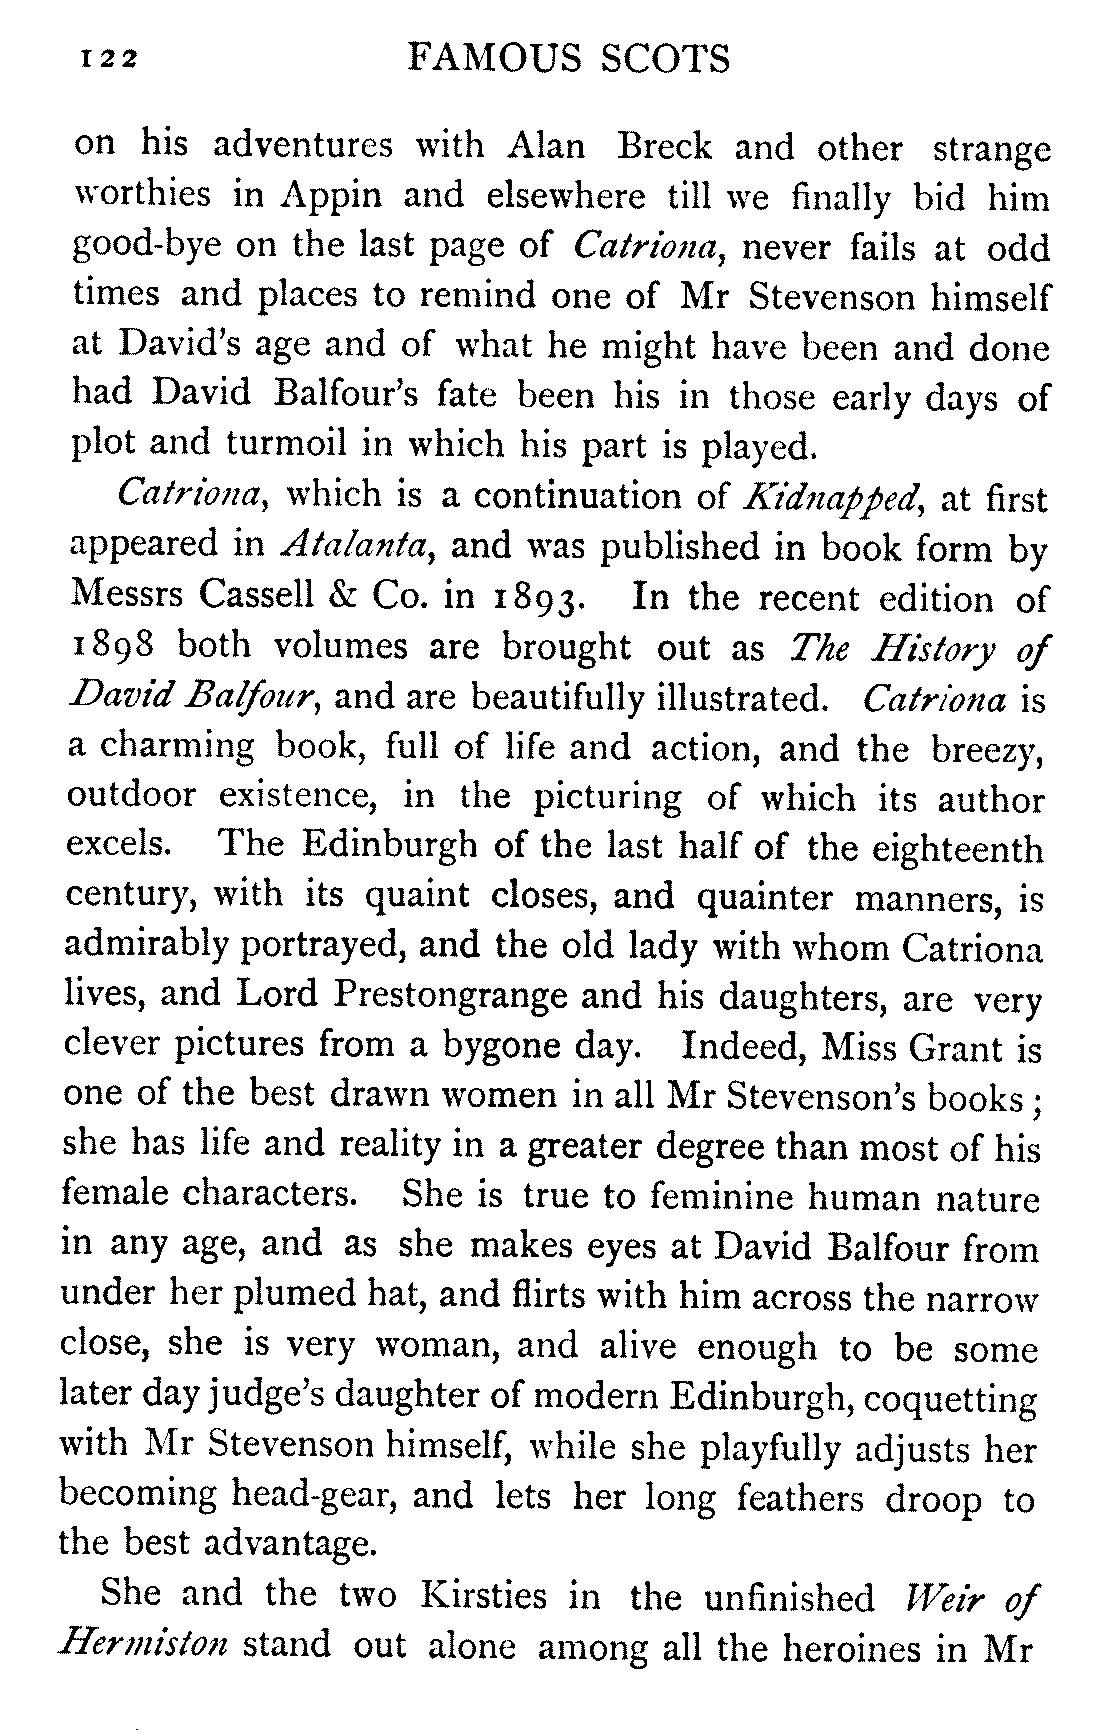 122 FAMOUS SCOTS
on his adventures with Alan Breck and other strange
worthies in Appin and elsewhere till we finally bid him
good-bye on the last page of Catriona, never fails at odd
times and places to remind one of Mr Stevenson himself
at David's age and of what he might have been and done
had David Balfour's fate been his in those early days of
plot and turmoil in which his part is played.
Catriona, which is a continuation of Kidnapped, at first
appeared in Atalanta, and was published in book form by
Messrs Cassell & Co. in 1893. In the recent edition of
1898 both volumes are brought out as The History of
David Balfour, and are beautifully illustrated. Catriona is
a charming book, full of life and action, and the breezy,
outdoor existence, in the picturing of which its author
excels. The Edinburgh of the last half of the eighteenth
century, with its quaint closes, and quainter manners, is
admirably portrayed, and the old lady with whom Catriona
lives, and Lord Prestongrange and his daughters, are very
clever pictures from a bygone day. Indeed, Miss Grant is
one of the best drawn women in all Mr Stevenson's books ;
she has life and reality in a greater degree than most of his
female characters. She is true to feminine human nature
in any age, and as she makes eyes at David Balfour from
under her plumed hat, and flirts with him across the narrow
close, she is very woman, and alive enough to be some
later day judge's daughter of modern Edinburgh, coquetting
with Mr Stevenson himself, while she playfully adjusts her
becoming head-gear, and lets her long feathers droop to
the best advantage.
She and the two Kirsties in the unfinished Weir of
Hermiston stand out alone among all the heroines in Mr